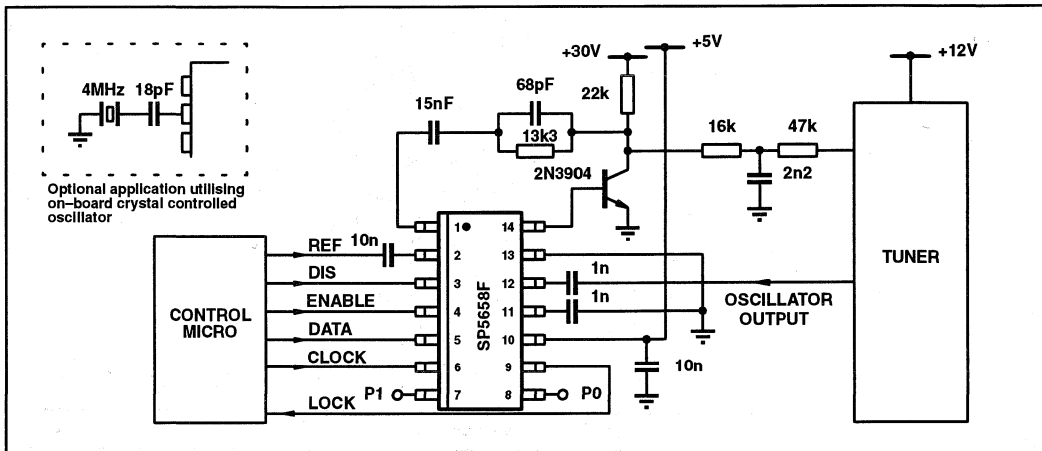 +5V
+30V
+12V
4MHz 18pF
68pF
22k
15nF
13k3
16k 47k
2N3904
2n2
Optional application utilising
on–board crystal controlled
oscillator
1 14
REF 10n 2 13
TUNER
DIS 3 12 1n
ENABLE 4 11 1n
OSCILLATOR
OUTPUT
CONTROL
MICRO
SP5658F
DATA 5 10
CLOCK 6 9 10n
P1 7 8 P0
LOCK